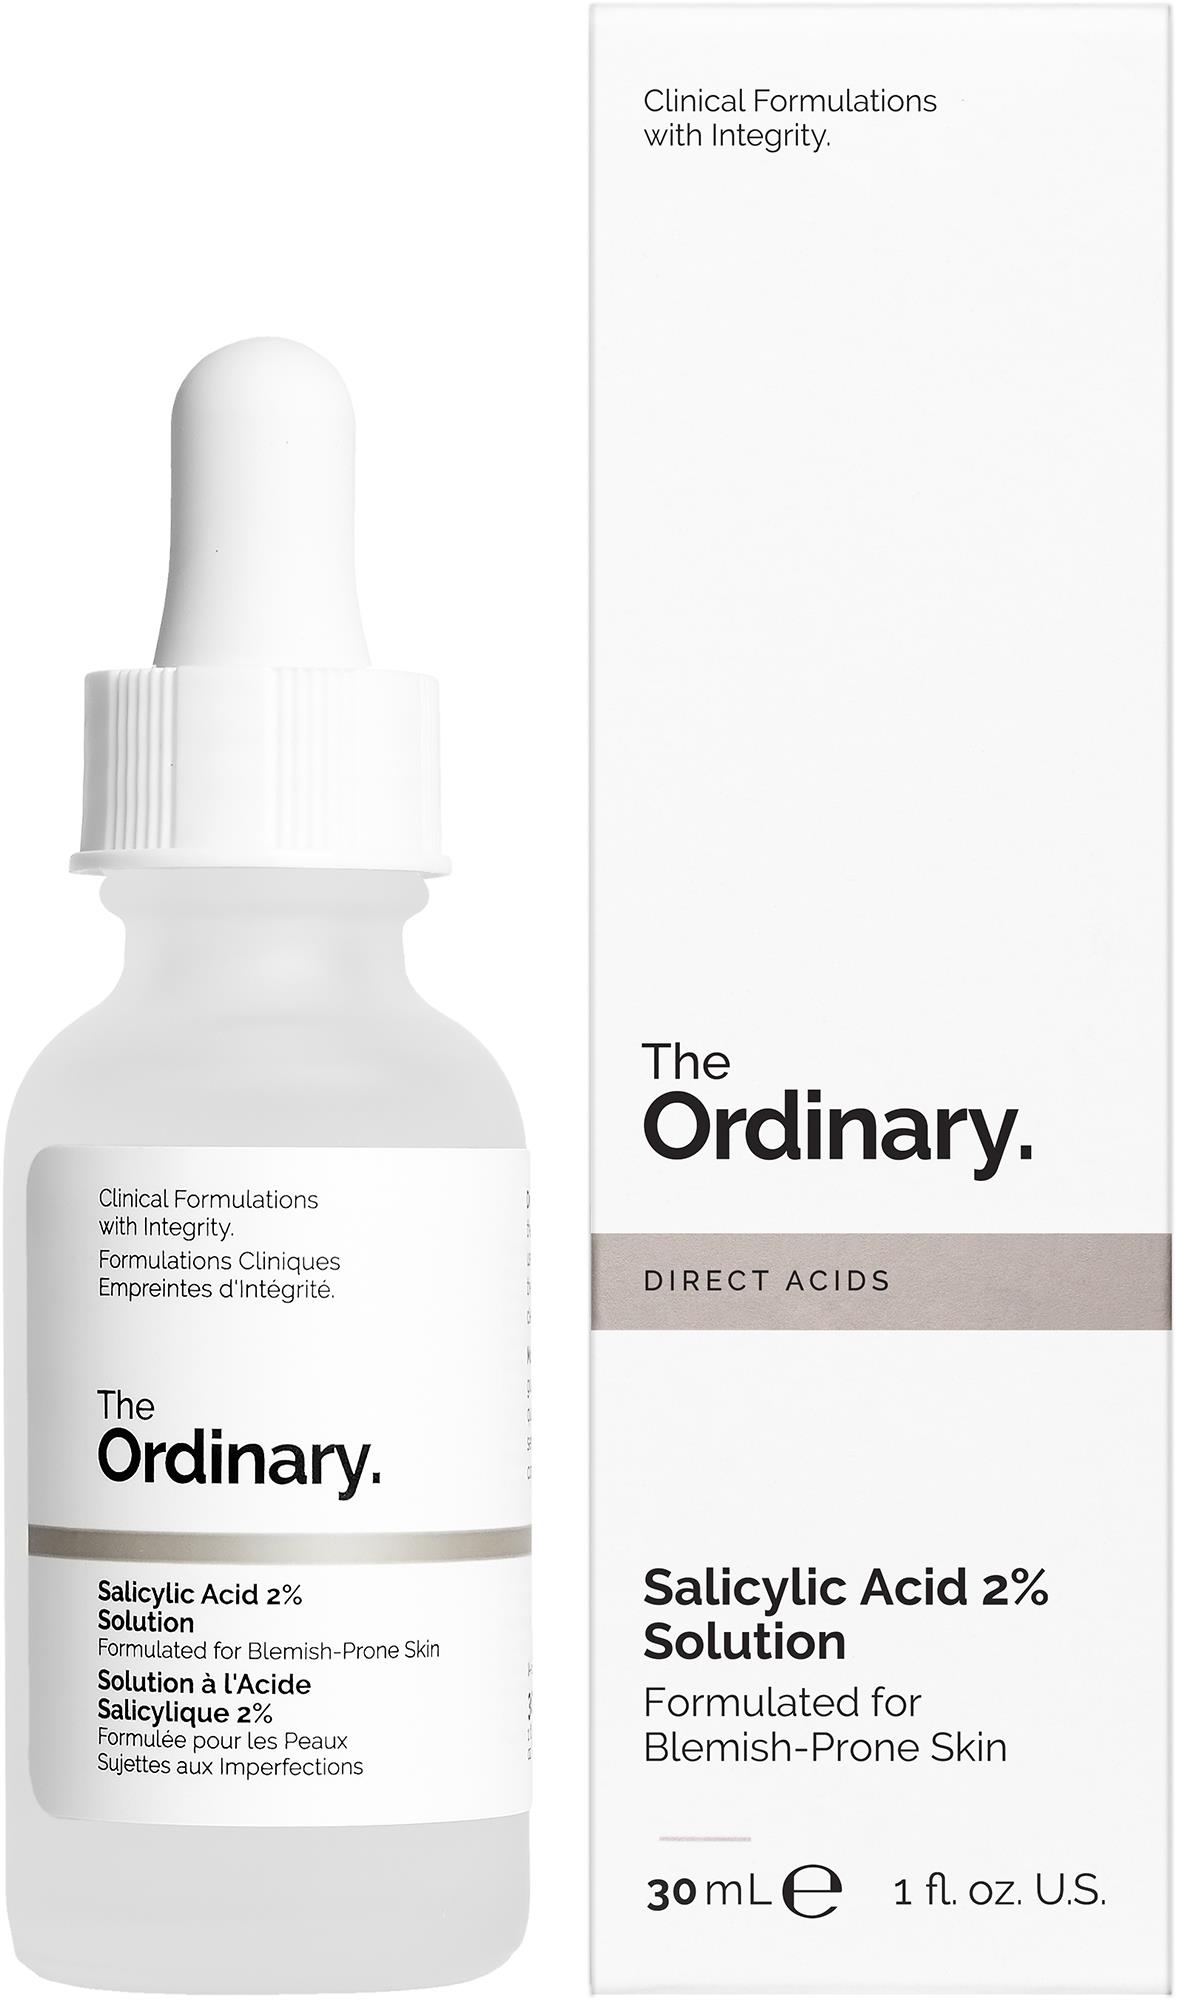 Clinical Formulations
with Integrity.
Formulations Cliniques
Empreintes d'Intégrité.
The
Ordinary.
Salicylic Acid 2%
Solution
Formulated for Blemish-Prone Skin
Solution à l'Acide
Salicylique 2%
Formulée pour les Peaux
Sujettes aux Imperfections
Clinical Formulations
with Integrity.
The
Ordinary.
DIRECT ACIDS
Salicylic Acid 2%
Solution
Formulated for
Blemish-Prone Skin
30 mL ℮ 1 fl. oz. U.S.